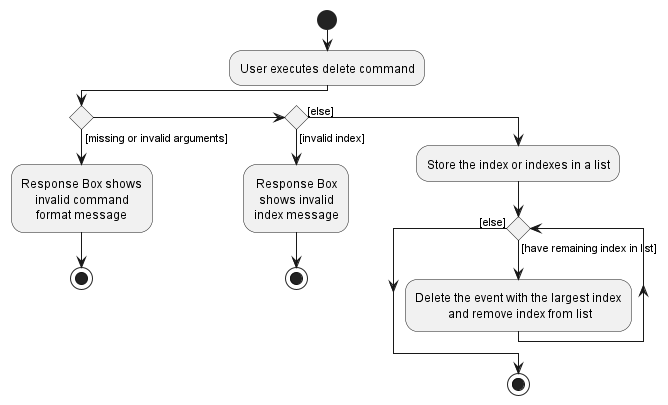 User executes delete command
[else]
[missing or invalid arguments]
[invalid index]
Response Box shows
invalid command
format message
Response Box
shows invalid
index message
Store the index or indexes in a list
[else]
[have remaining index in list]
Delete the event with the largest index
and remove index from list